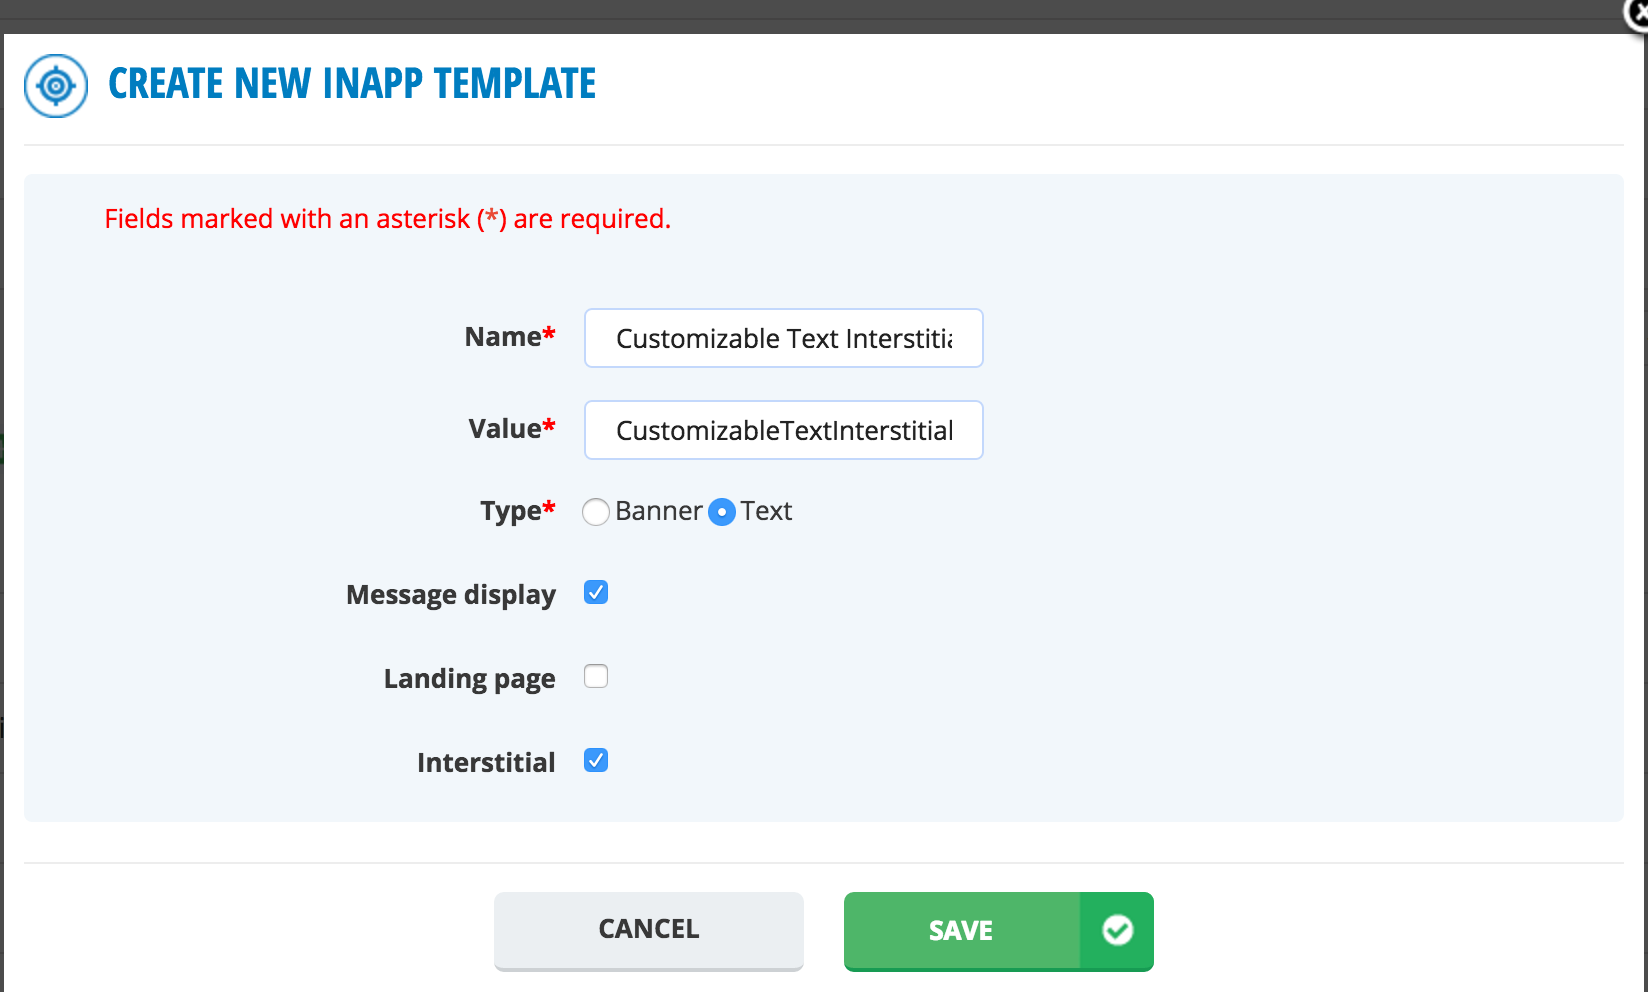 CREATE NEW INAPP TEMPLATE
Fields marked with an asterisk (*) are required.
Name* Customizable Text Interstitia
Value* CustomizableTextInterstitial
Type* Banner Text
Message display
Landing page
Interstitial
CANCEL SAVE